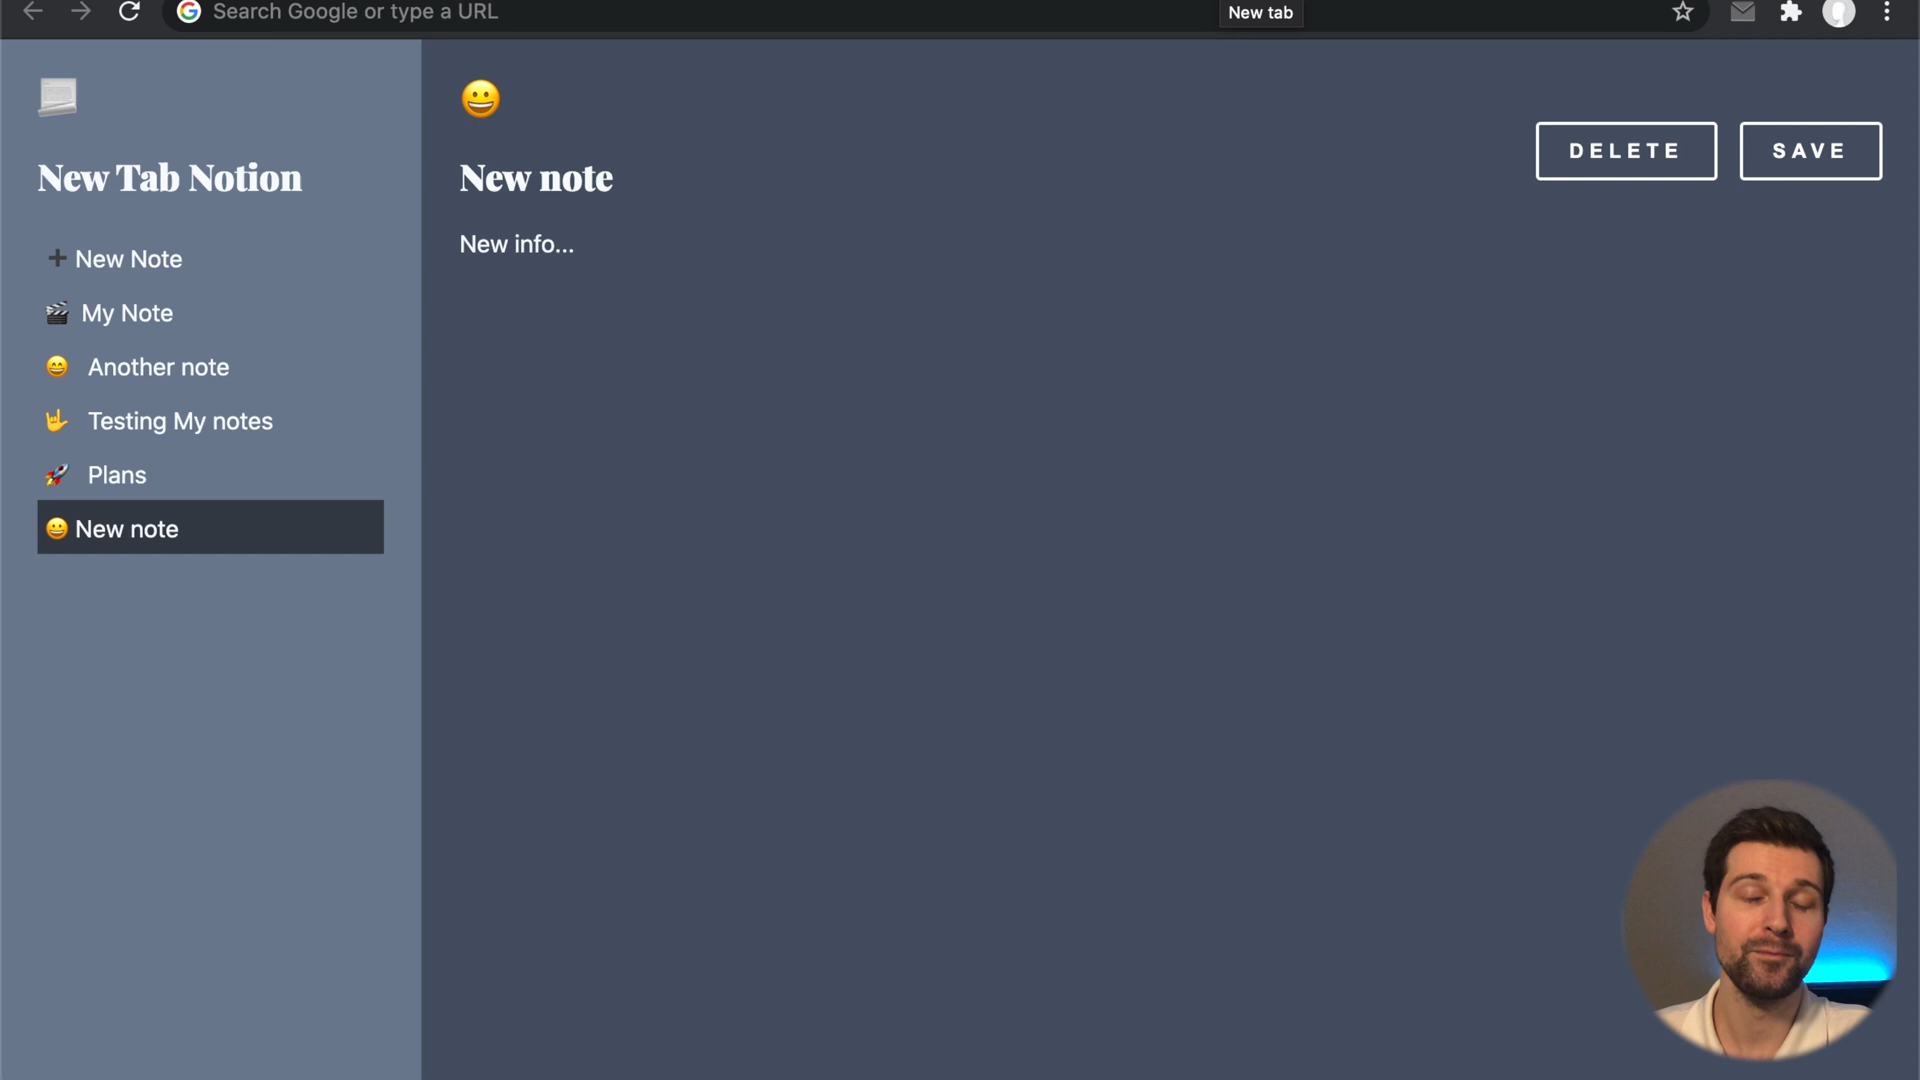 Search Google or type a URL
New tab
New Tab Notion
New Note
My Note
Another note
Testing My notes
Plans
New note
New note
New info...
DELETE
SAVE